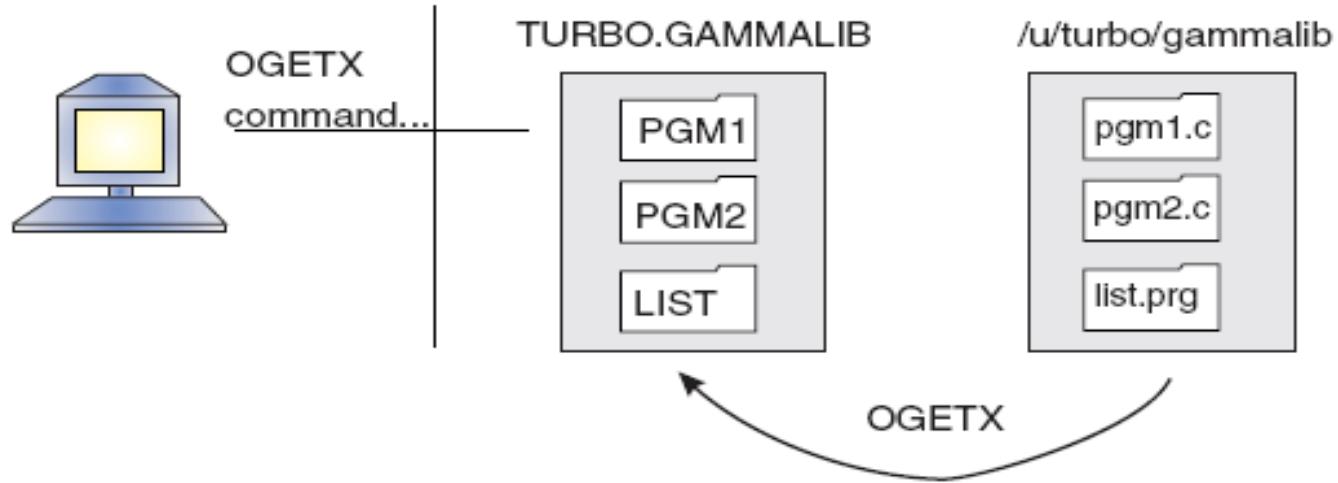 OGETX
command...
TURBO.GAMMALIB
PGM1
PGM2
LIST
/u/turbo/gammalib
pgm1.c
pgm2.c
list.prg
OGETX